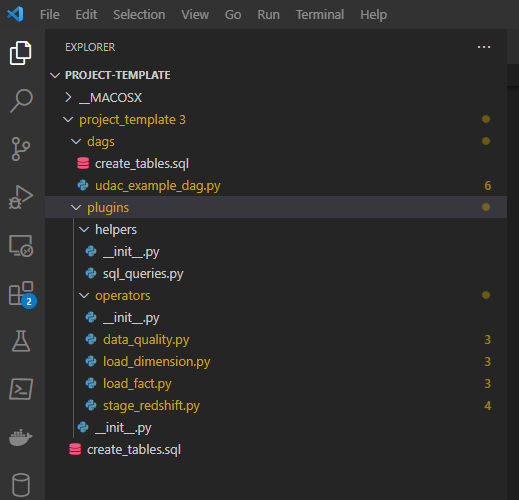 File Edit Selection View Go Run Terminal Help
EXPLORER ...
PROJECT-TEMPLATE
__MACOSX
project_template 3
dags
create_tables.sql
udac_example_dag.py 6
plugins
helpers
__init__.py
sql_queries.py
operators
__init__.py
data_quality.py 3
load_dimension.py 3
load_fact.py 3
stage_redshift.py 4
__init__.py
create_tables.sql
2